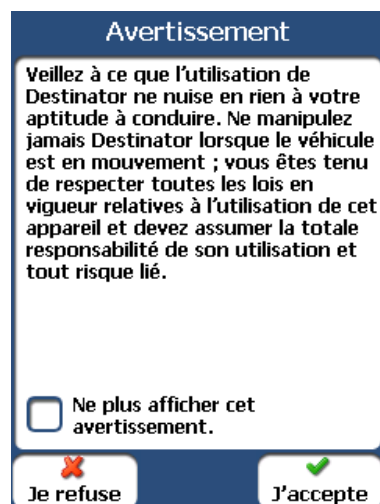 Avertissement
Veillez à ce que l'utilisation de
Destinator ne nuise en rien à votre
aptitude à conduire. Ne manipulez
jamais Destinator lorsque le véhicule
est en mouvement ; vous êtes tenu
de respecter toutes les lois en
vigueur relatives à l'utilisation de cet
appareil et devez assumer la totale
responsabilité de son utilisation et
tout risque lié.
Ne plus afficher cet
avertissement.
Je refuse
J'accepte